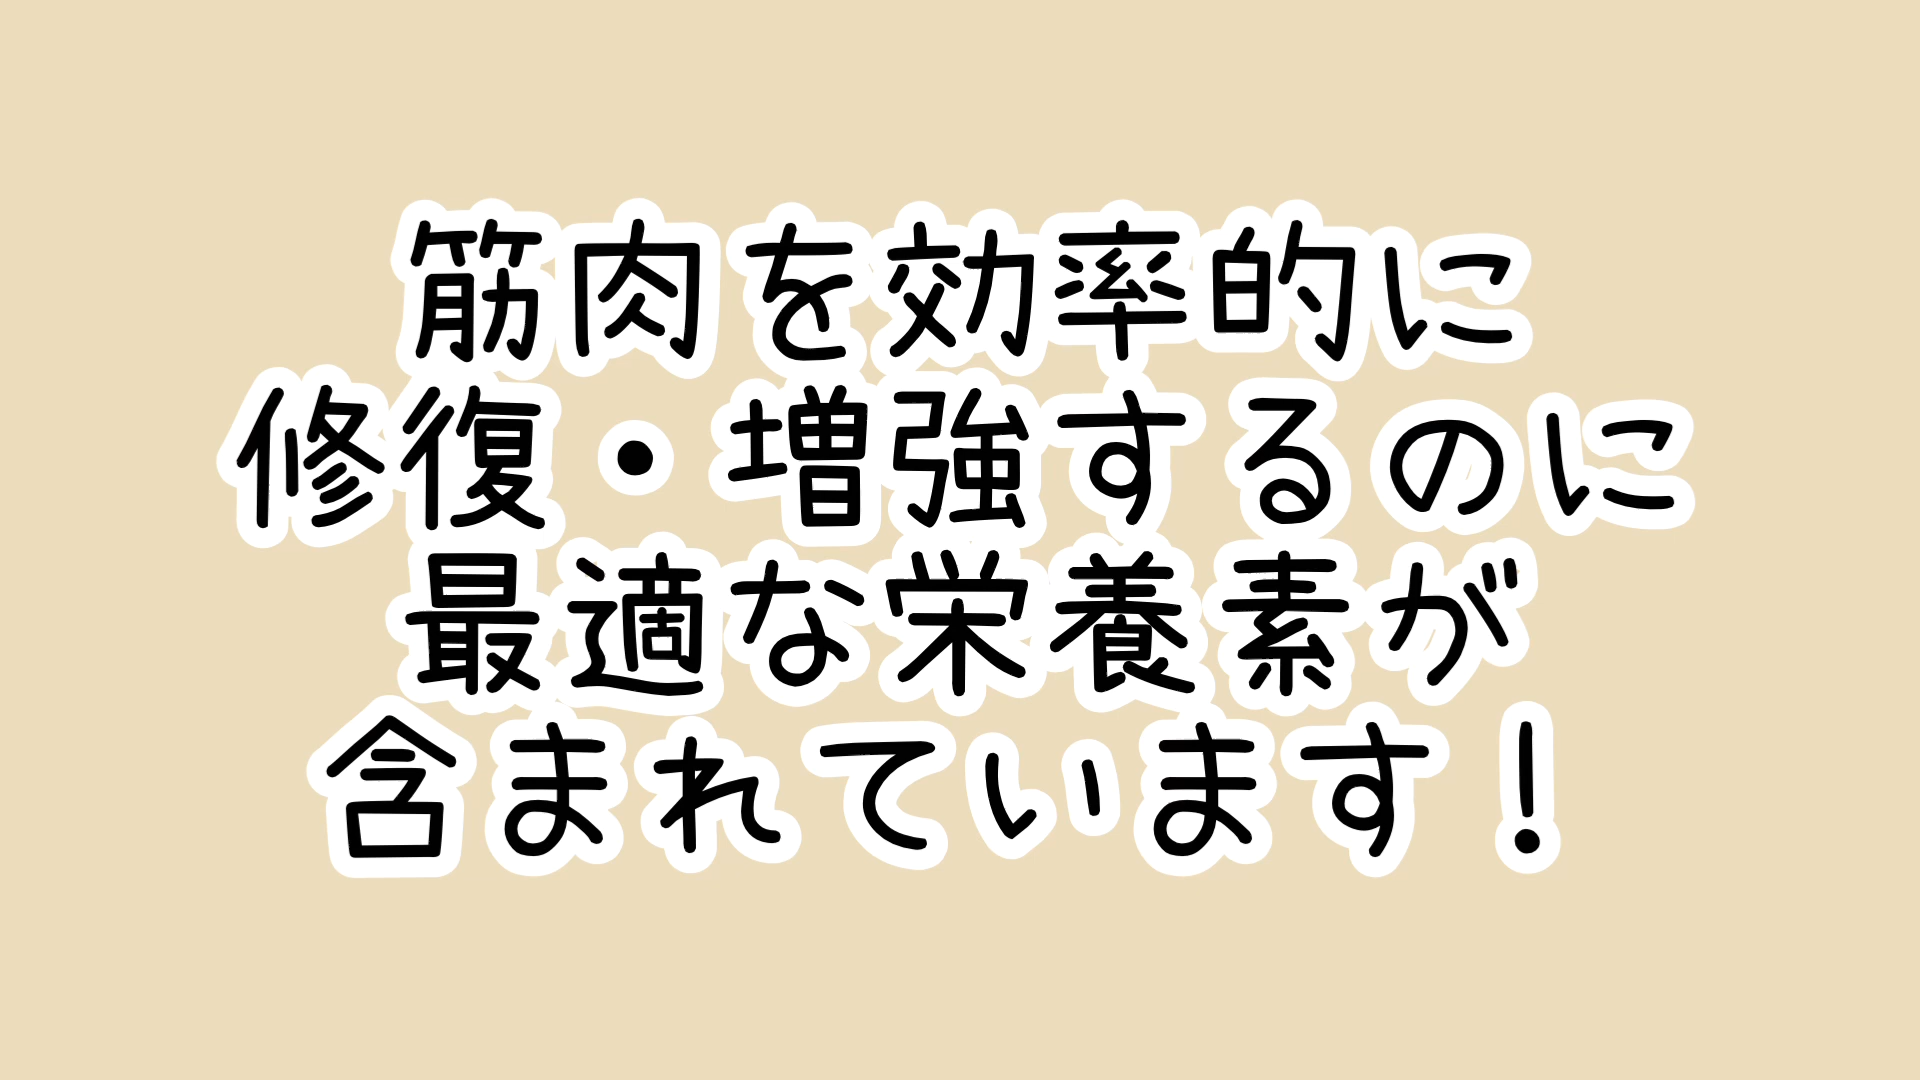 筋肉を効率的に
修復・増強するのに
最適な栄養素が
含まれています！